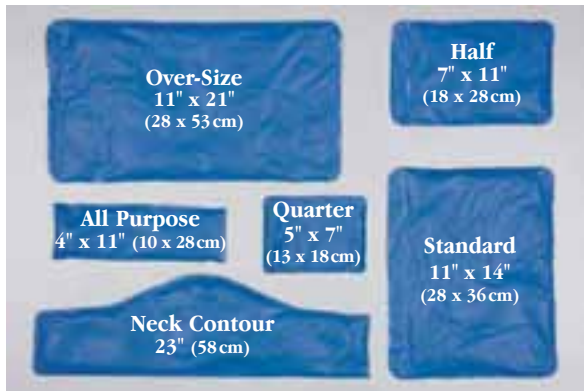 Over-Size
11" x 21"
(28 x 53cm)
Half
7" x 11"
(18 x 28cm)
All Purpose
4" x 11" (10 x 28cm)
Quarter
5" x 7"
(13 x 18cm)
Standard
11" x 14"
(28 x 36cm)
Neck Contour
23" (58cm)